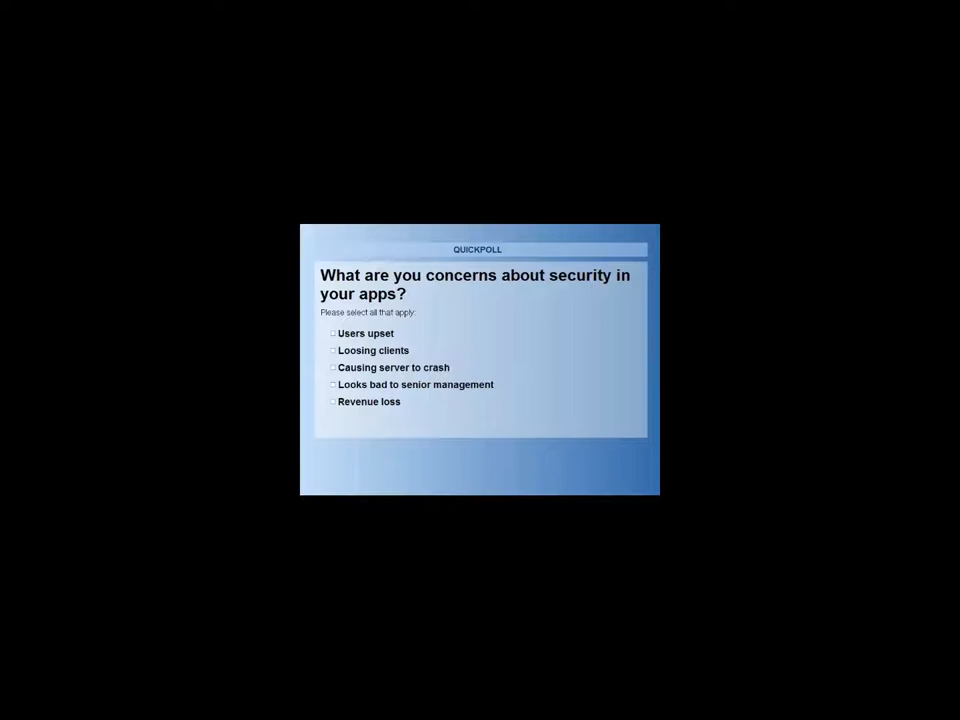 QUICKPOLL
What are you concerns about security in
your apps?
Please select all that apply:
Users upset
Loosing clients
Causing server to crash
Looks bad to senior management
Revenue loss